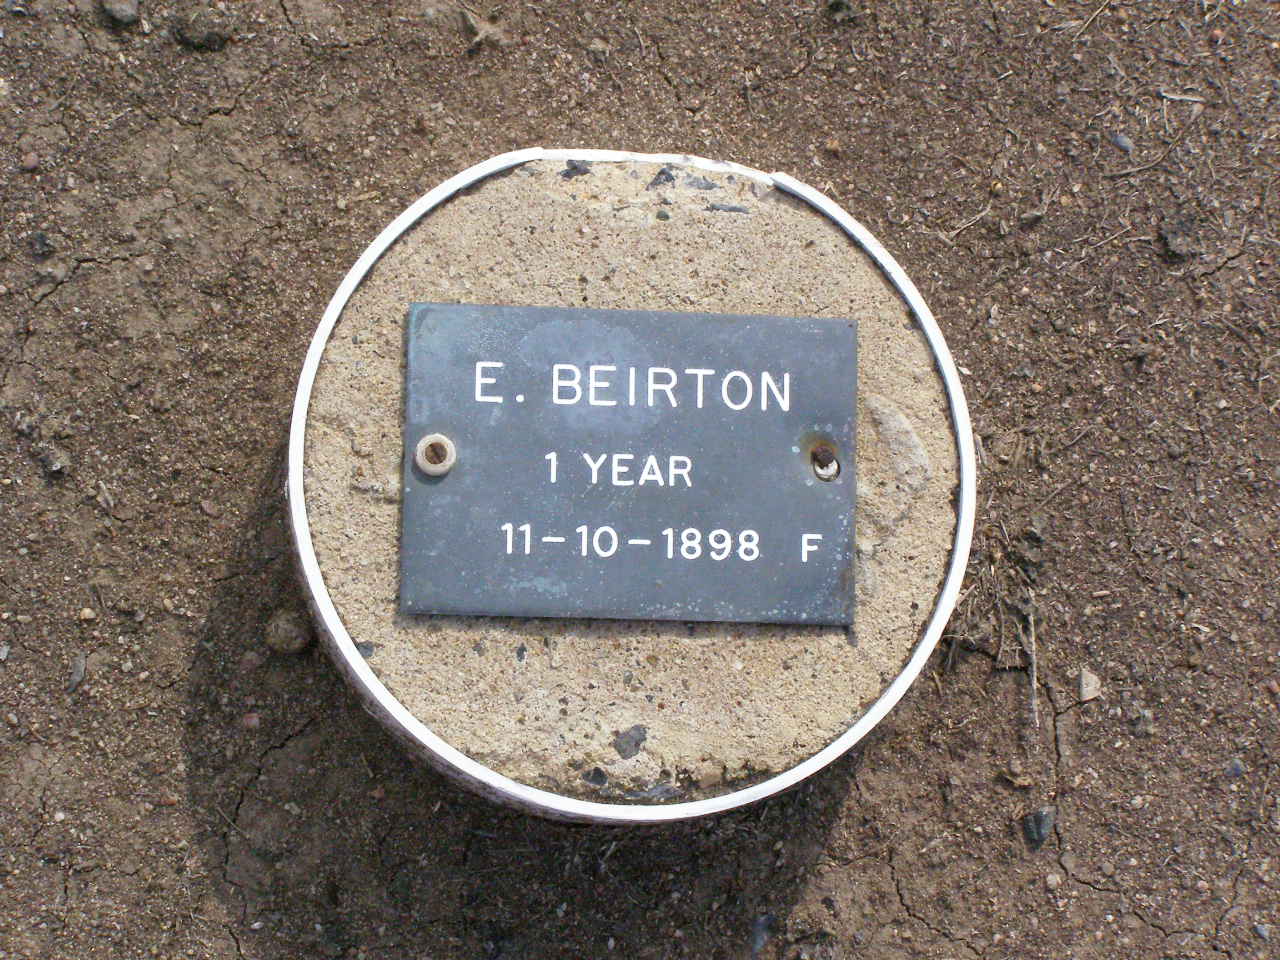 E. BEIRTON
1 YEAR
11-10-1898 F